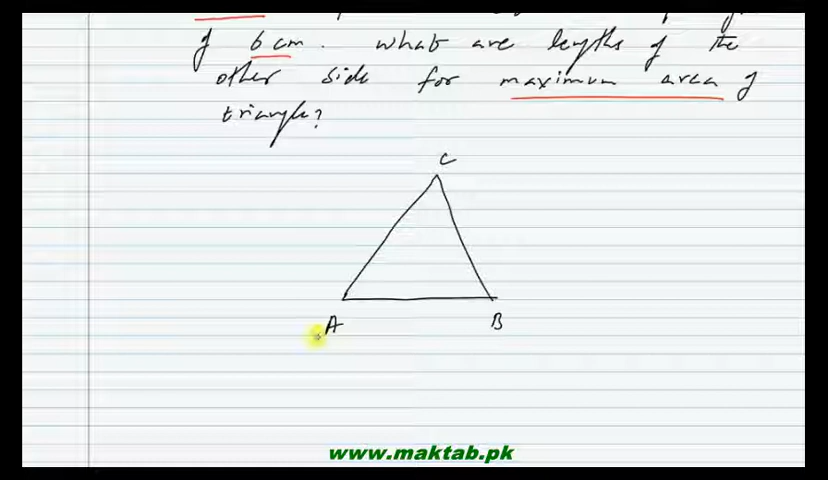 of 6 cm. What are lengths of the
other side for maximum area of
triangle?
C
A
B
www.maktab.pk